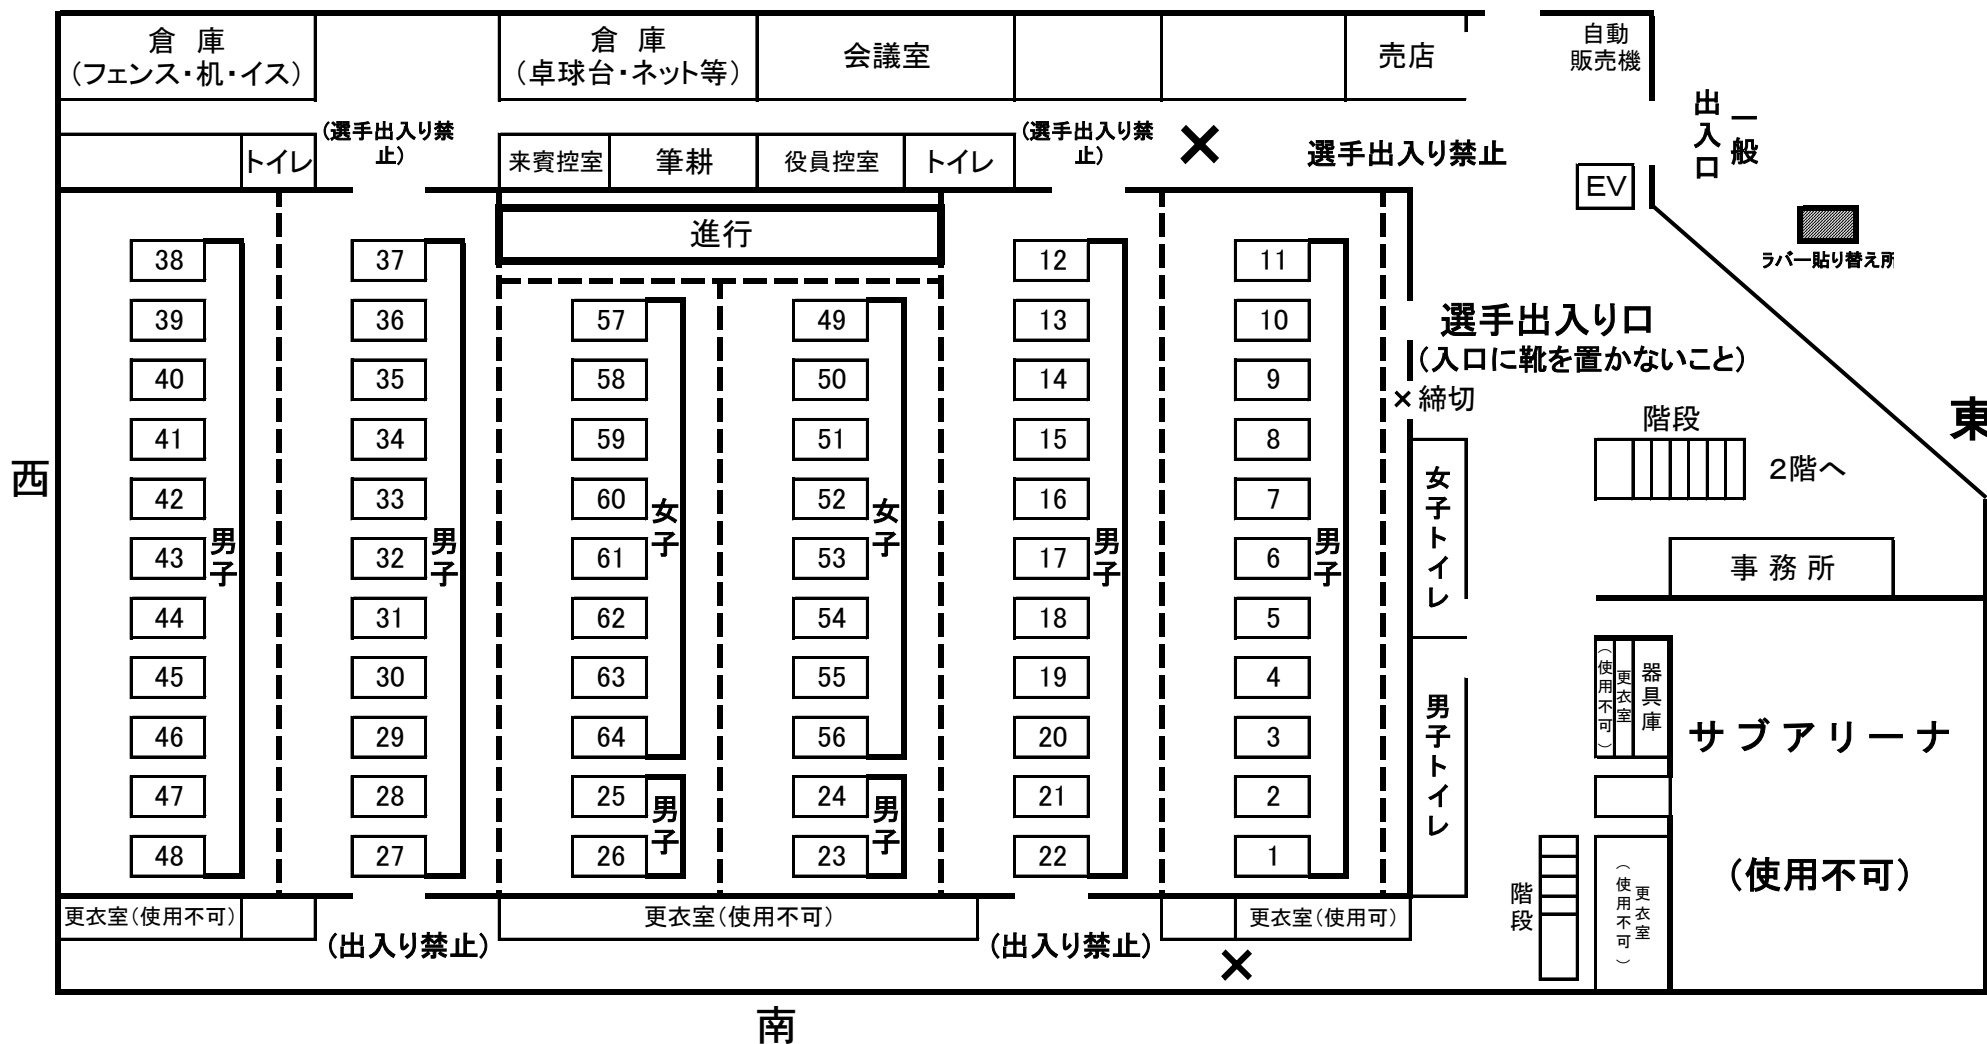 倉 庫
（フェンス・机・イス）
倉 庫
（卓球台・ネット等）
会議室
売店
自動
販売機
一般
出入口
トイレ
（選手出入り禁
止）
来賓控室
筆耕
役員控室
トイレ
（選手出入り禁
止）
×
選手出入り禁止
EV
ラバー貼り替え所
進行
38 37 12 11
39 36 57 49 13 10
40 35 58 50 14 9
41 34 59 51 15 8
42 33 60 52 16 7
43 32 61 53 17 6
44 31 62 54 18 5
45 30 63 55 19 4
46 29 64 56 20 3
47 28 25 24 21 2
48 27 26 23 22 1
男子
男子
女子
女子
男子
男子
男子
男子
選手出入り口
（入口に靴を置かないこと）
×締切
西
東
階段
2階へ
女子トイレ
男子トイレ
事務所
器具庫
更衣室
（使用不可）
サブアリーナ
（使用不可）
階段
更衣室
（使用不可）
更衣室（使用不可）
（出入り禁止）
更衣室（使用不可）
（出入り禁止）
更衣室（使用可）
×
南